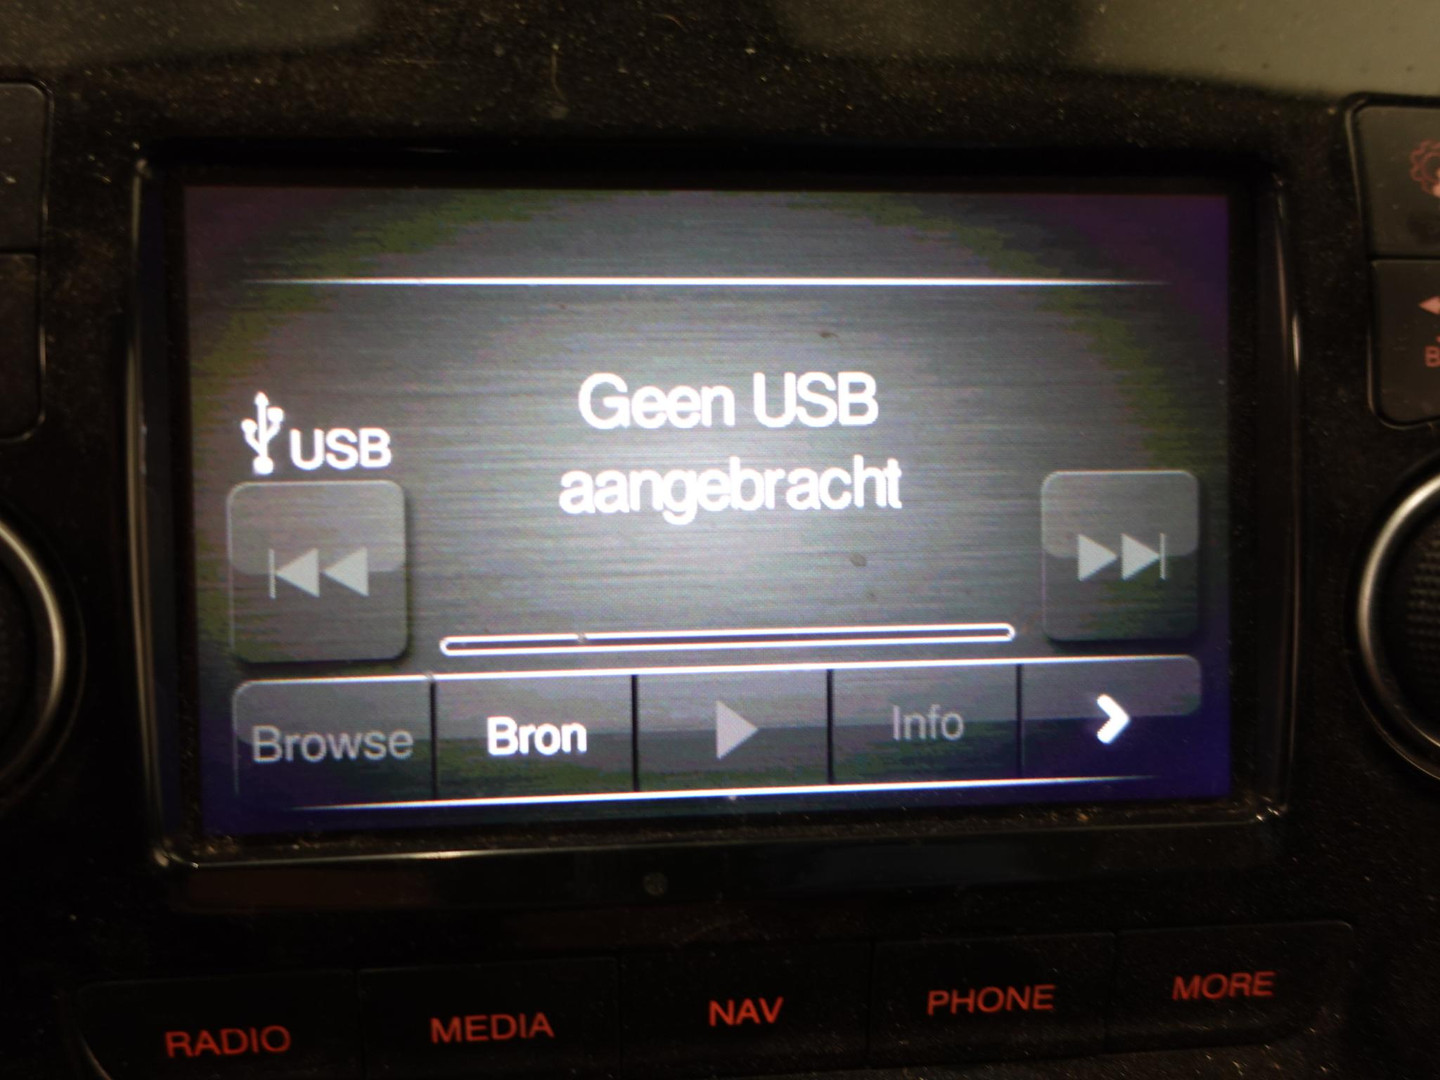 Geen USB
aangebracht
USB
Browse
Bron
Info
RADIO
MEDIA
NAV
PHONE
MORE